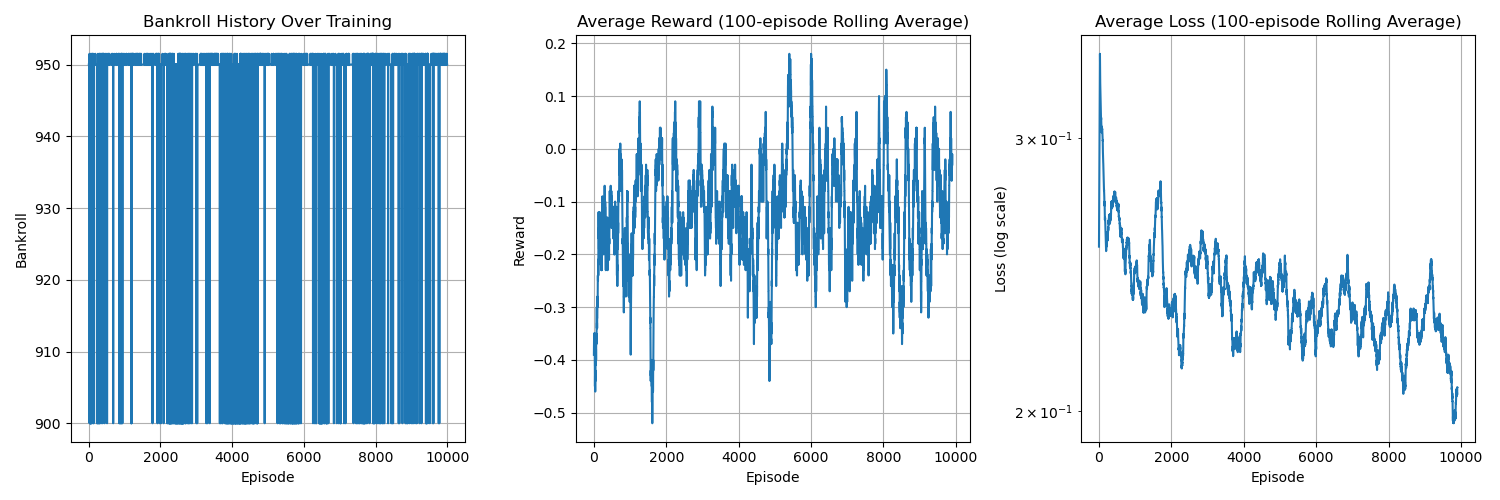 Bankroll History Over Training
Bankroll
950
940
930
920
910
900
0
2000
4000
6000
8000
10000
Episode
Average Reward (100-episode Rolling Average)
Reward
0.2
0.1
0.0
−0.1
−0.2
−0.3
−0.4
−0.5
0
2000
4000
6000
8000
10000
Episode
Average Loss (100-episode Rolling Average)
Loss (log scale)
3 × 10⁻¹
2 × 10⁻¹
0
2000
4000
6000
8000
10000
Episode